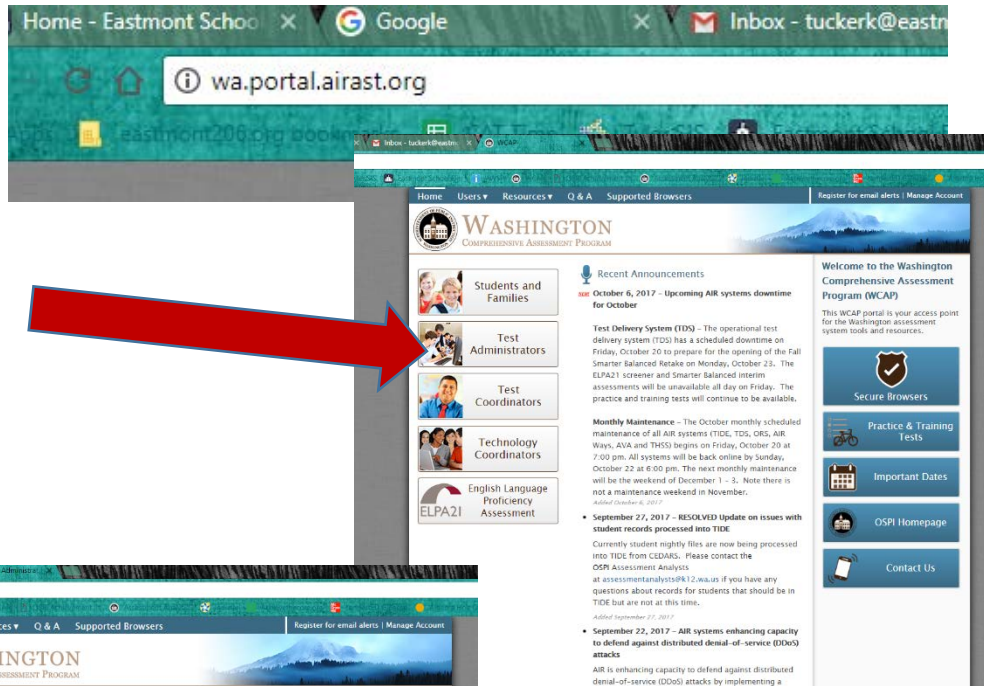 Home - Eastmont Schoo
Google
Inbox - tuckerk@eastn
wa.portal.airast.org
Apps
Inbox - tuckerk@eastn
WCAP
Home Users Resources Q & A Supported Browsers
Register for email alerts | Manage Account
WASHINGTON
COMPREHENSIVE ASSESSMENT PROGRAM
Students and
Families
Test
Administrators
Test
Coordinators
Technology
Coordinators
ELPA21
English Language
Proficiency
Assessment
Recent Announcements
October 6, 2017 – Upcoming AIR systems downtime
for October
Test Delivery System (TDS) – The operational test
delivery system (TDS) has a scheduled downtime on
Friday, October 20 to prepare for the opening of the Fall
Smarter Balanced Retake on Monday, October 23. The
ELPA21 screener and Smarter Balanced interim
assessments will be unavailable all day on Friday. The
practice and training tests will continue to be available.
Monthly Maintenance – The October monthly scheduled
maintenance of all AIR systems (TIDE, TDS, ORS, AIR
Ways, AVA and THSS) begins on Friday, October 20 at
7:00 pm. All systems will be back online by Sunday,
October 22 at 6:00 pm. The next monthly maintenance
will be the weekend of December 1 – 3. Note there is
not a maintenance weekend in November.
Added October 6, 2017
• September 27, 2017 – RESOLVED Update on issues with
student records processed into TIDE
Currently student nightly files are now being processed
into TIDE from CEDARS. Please contact the
OSPI Assessment Analysts
at assessmentanalysts@k12.wa.us if you have any
questions about records for students that should be in
TIDE but are not at this time.
Added September 27, 2017
• September 22, 2017 – AIR systems enhancing capacity
to defend against distributed denial-of-service (DDoS)
attacks
AIR is enhancing capacity to defend against distributed
denial-of-service (DDoS) attacks by implementing a
Welcome to the Washington
Comprehensive Assessment
Program (WCAP)
This WCAP portal is your access point
for the Washington assessment
system tools and resources.
Secure Browsers
Practice & Training
Tests
Important Dates
OSPI Homepage
Contact Us
Administrat
ces Q & A Supported Browsers
Register for email alerts | Manage Account
INGTON
SSESSMENT PROGRAM